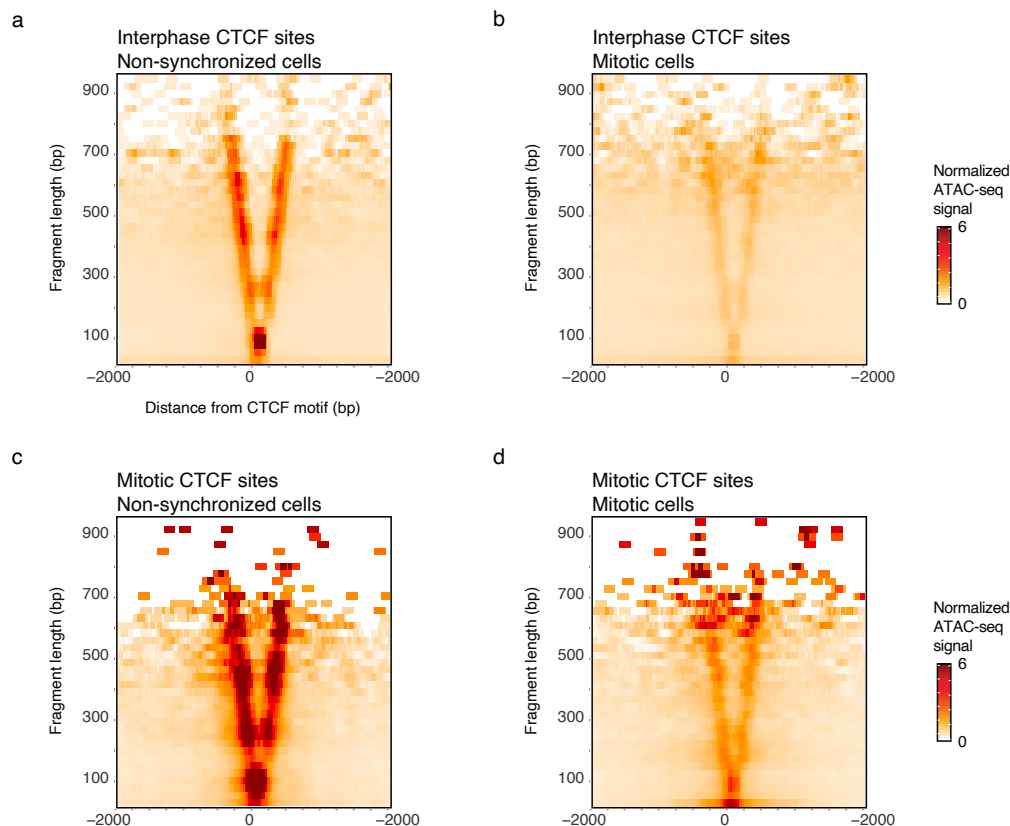 a
Interphase CTCF sites
Non-synchronized cells
Fragment length (bp)
900
700
500
300
100
−2000
0
−2000
Distance from CTCF motif (bp)
b
Interphase CTCF sites
Mitotic cells
Fragment length (bp)
900
700
500
300
100
−2000
0
−2000
Normalized
ATAC-seq
signal
6
0
c
Mitotic CTCF sites
Non-synchronized cells
Fragment length (bp)
900
700
500
300
100
−2000
0
−2000
d
Mitotic CTCF sites
Mitotic cells
Fragment length (bp)
900
700
500
300
100
−2000
0
−2000
Normalized
ATAC-seq
signal
6
0